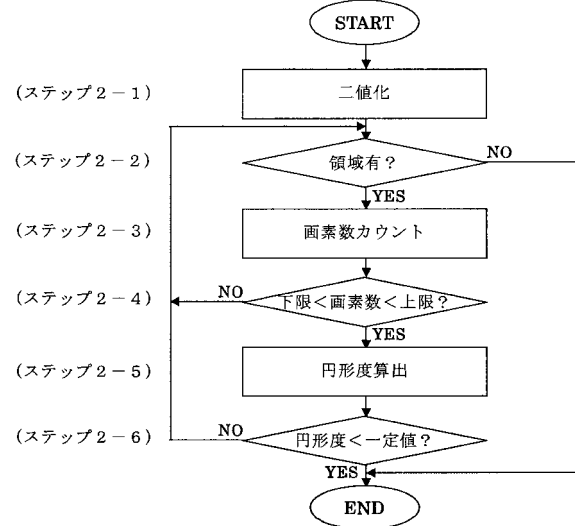 START
(ステップ2-1)
二値化
(ステップ2-2)
領域有?
NO
YES
(ステップ2-3)
画素数カウント
(ステップ2-4)
NO
下限<画素数<上限?
YES
(ステップ2-5)
円形度算出
(ステップ2-6)
NO
円形度<一定値?
YES
END